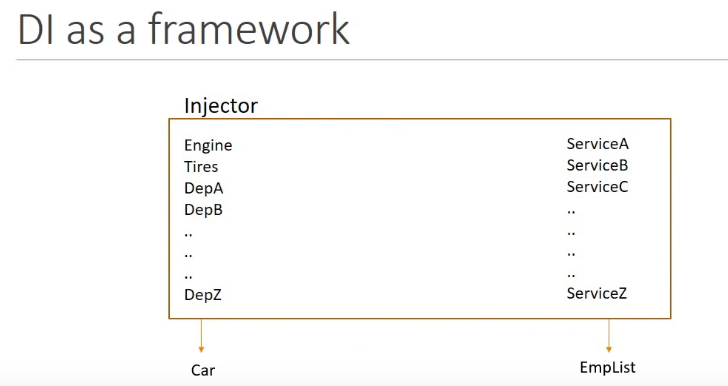 DI as a framework
Injector
Engine
Tires
DepA
DepB
..
..
..
DepZ
ServiceA
ServiceB
ServiceC
..
..
..
..
ServiceZ
Car
EmpList